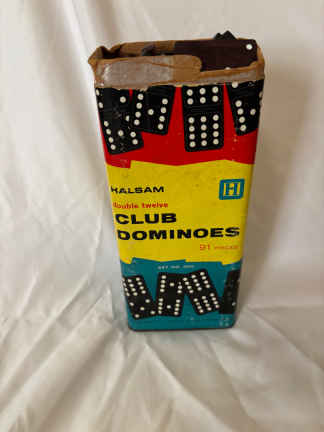 HALSAM
H
double twelve
CLUB
DOMINOES
91 PIECES